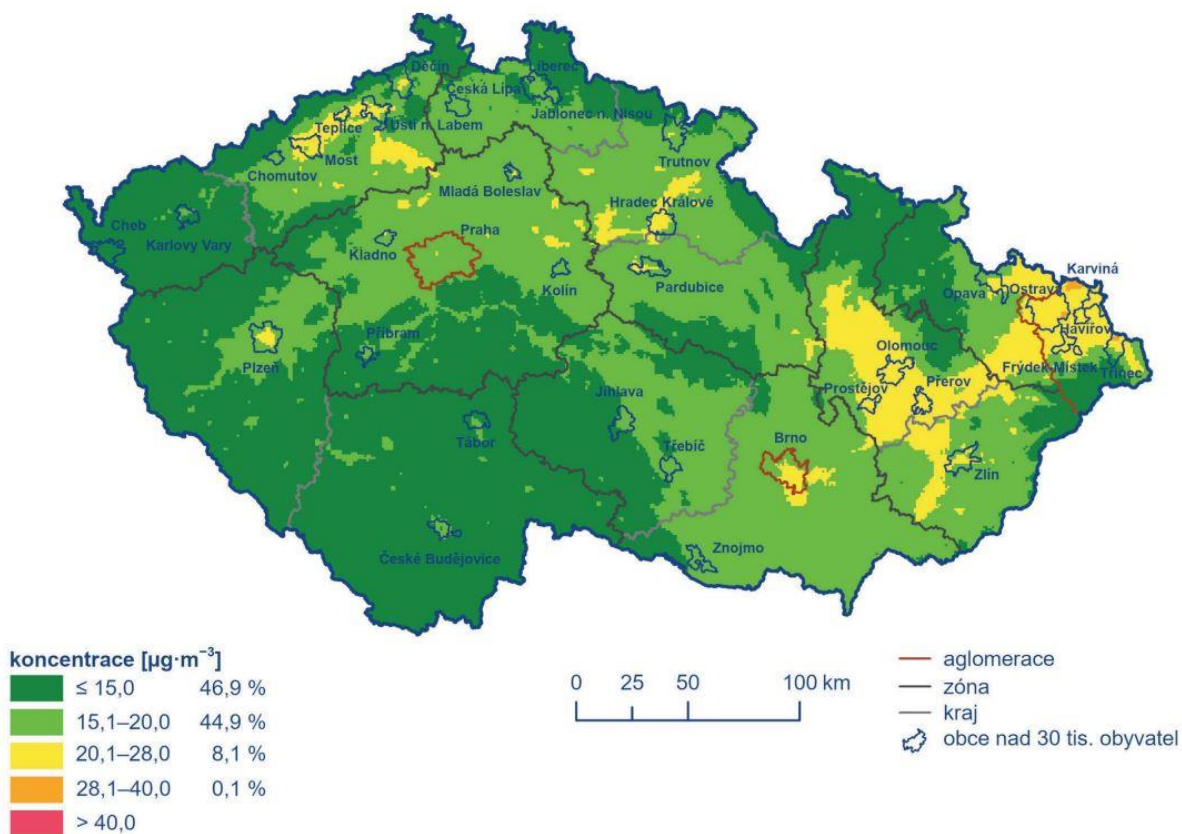 Děčín
Liberec
Česká Lípa
Jablonec n. Nisou
Teplice
Ústí n. Labem
Most
Chomutov
Trutnov
Mladá Boleslav
Hradec Králové
Cheb
Karlovy Vary
Kladno
Praha
Kolín
Pardubice
Opava
Ostrava
Karviná
Havířov
Plzeň
Příbram
Olomouc
Frýdek-Místek
Třinec
Prostějov
Přerov
Jihlava
Tábor
Třebíč
Brno
Zlín
České Budějovice
Znojmo
koncentrace [µg·m⁻³]
≤ 15,0 46,9 %
15,1–20,0 44,9 %
20,1–28,0 8,1 %
28,1–40,0 0,1 %
> 40,0
0 25 50 100 km
aglomerace
zóna
kraj
obce nad 30 tis. obyvatel